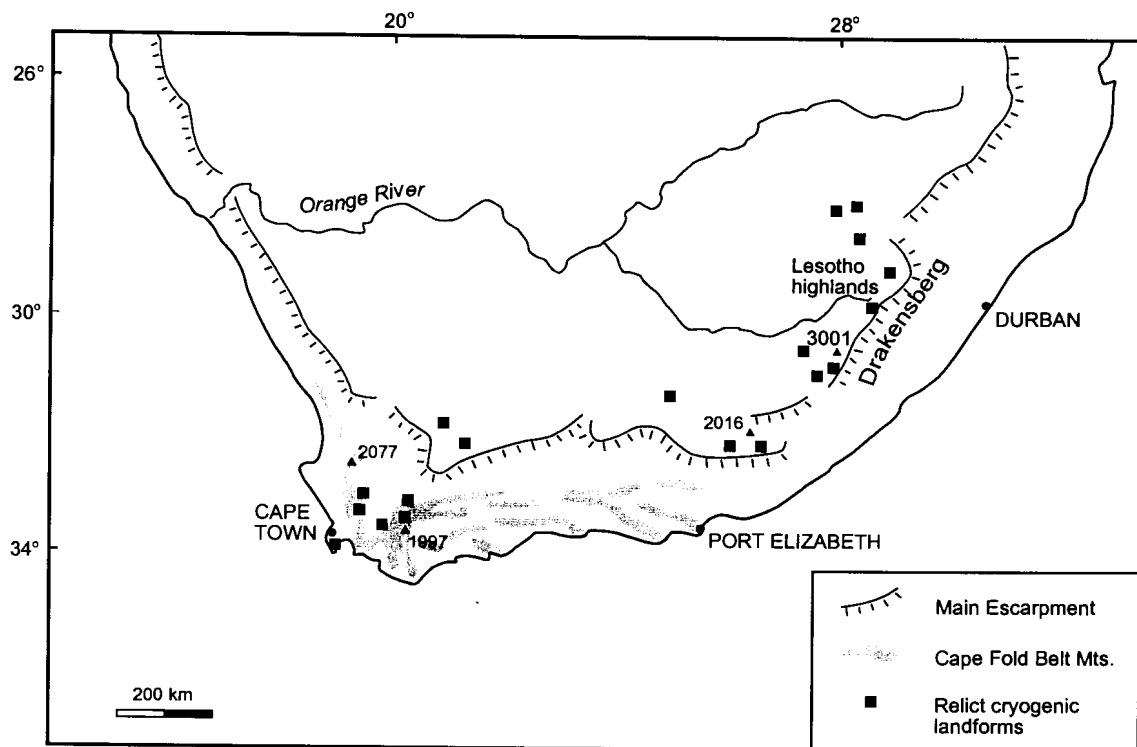 20°
28°
26°
Orange River
Lesotho
highlands
Drakensberg
30°
DURBAN
3001
2016
2077
CAPE
TOWN
1997
PORT ELIZABETH
34°
Main Escarpment
Cape Fold Belt Mts.
200 km
Relict cryogenic
landforms